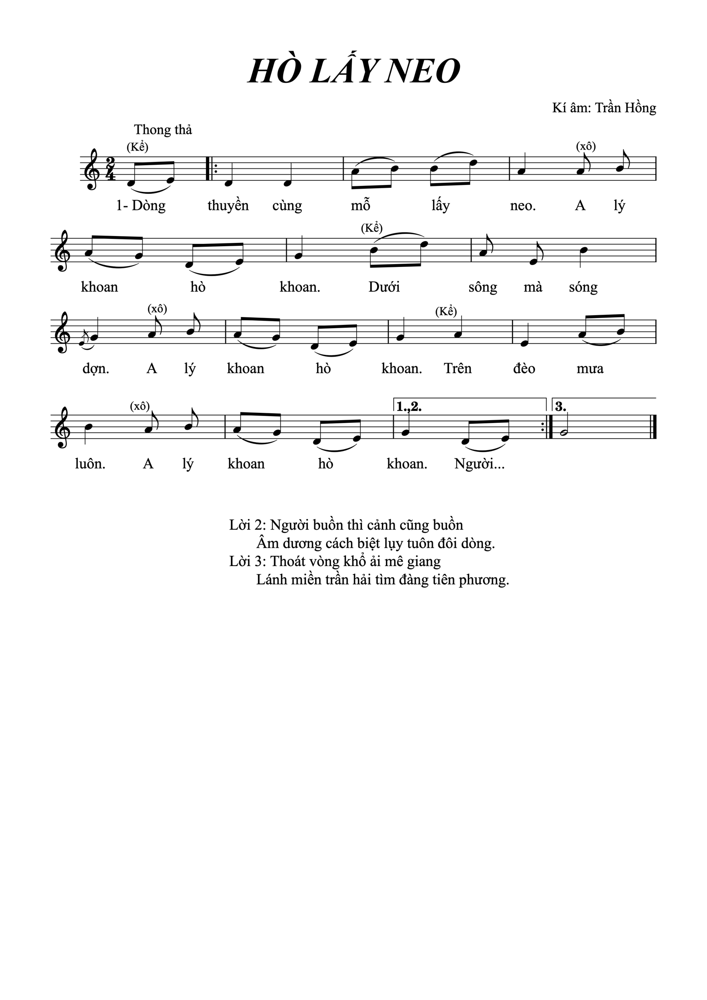 HÒ LẤY NEO
Kí âm: Trần Hồng
Thong thả
(Kể) (xô)
2
4
1- Dòng thuyền cùng mỗ lấy neo. A lý
(Kể)
khoan hò khoan. Dưới sông mà sóng
(xô) (Kể)
dợn. A lý khoan hò khoan. Trên đèo mưa
(xô) 1.,2. 3.
luôn. A lý khoan hò khoan. Người...
Lời 2: Người buồn thì cảnh cũng buồn
Âm dương cách biệt lụy tuôn đôi dòng.
Lời 3: Thoát vòng khổ ải mê giang
Lánh miền trần hải tìm đàng tiên phương.